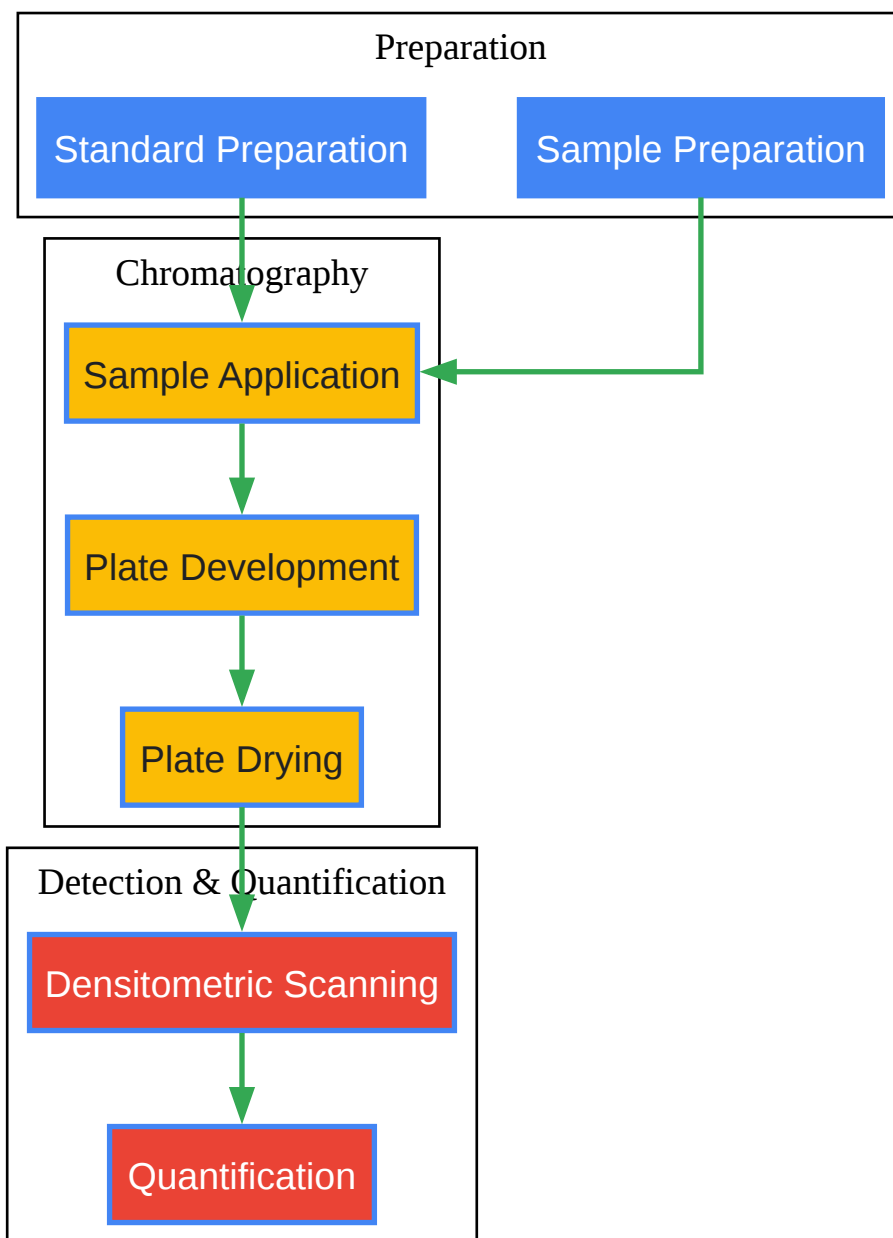 Preparation
Standard Preparation
Sample Preparation
Chromatography
Sample Application
Plate Development
Plate Drying
Detection & Quantification
Densitometric Scanning
Quantification